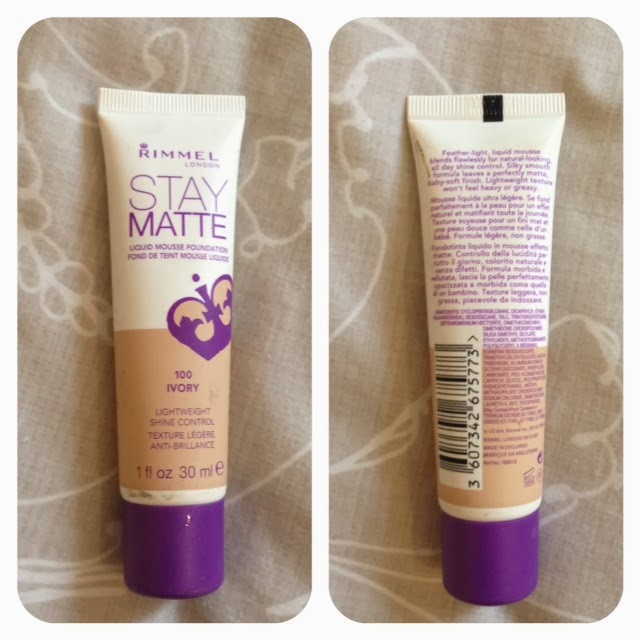 RIMMEL
LONDON
STAY
MATTE
LIQUID MOUSSE FOUNDATION
FOND DE TEINT MOUSSE LIQUIDE
100
IVORY
LIGHTWEIGHT
SHINE CONTROL
TEXTURE LÉGÈRE,
ANTI-BRILLANCE
1 fl oz 30 ml e
Feather-light, liquid mousse
blends flawlessly for natural-looking,
all day shine control. Silky smooth
formula leaves a perfectly matte,
baby-soft finish. Lightweight texture
won't feel heavy or greasy.
Mousse liquide ultra légère. Se fond
parfaitement à la peau pour un effet
naturel et matifiant toute la journée.
Texture soyeuse pour un fini mat et
une peau douce comme celle d'un
bébé. Formule légère, non grasse.
Fondotinta liquido in mousse effetto
matte. Controllo della lucidità per
tutto il giorno, colorito naturale e
senza difetti. Formula morbida e
vellutata, lascia la pelle perfettamente
opacizzata e morbida come quella
di un bambino. Texture leggera, non
grassa, piacevole da indossare.
3 607342 675773